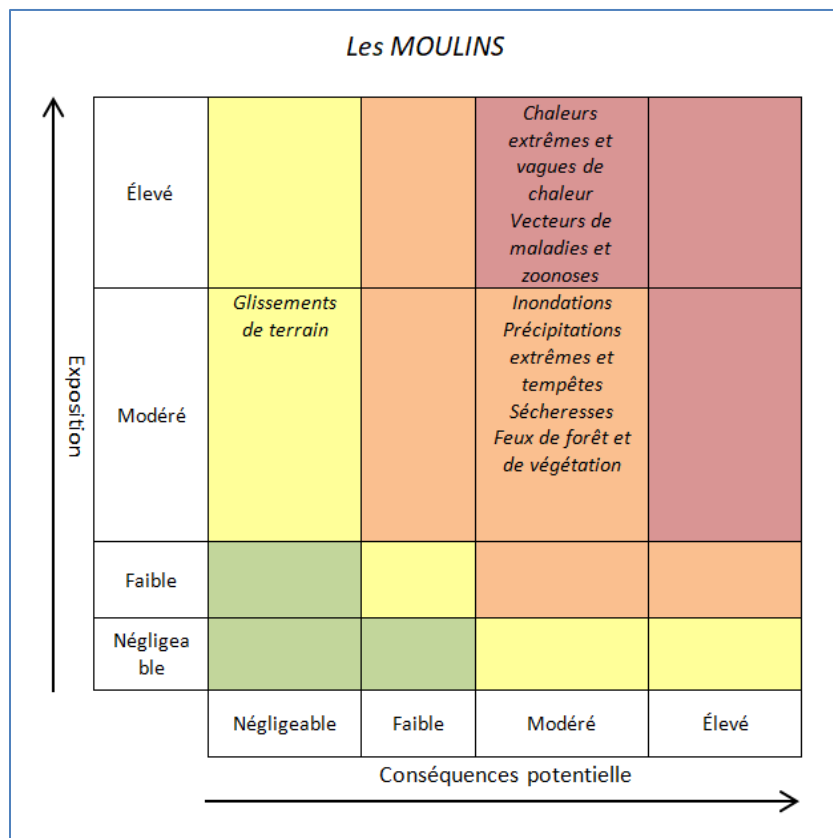 Les MOULINS
Élevé
Chaleurs
extrêmes et
vagues de
chaleur
Vecteurs de
maladies et
zoonoses
Exposition
Modéré
Glissements
de terrain
Inondations
Précipitations
extrêmes et
tempêtes
Sécheresses
Feux de forêt et
de végétation
Faible
Négligea
ble
Négligeable
Faible
Modéré
Élevé
Conséquences potentielle